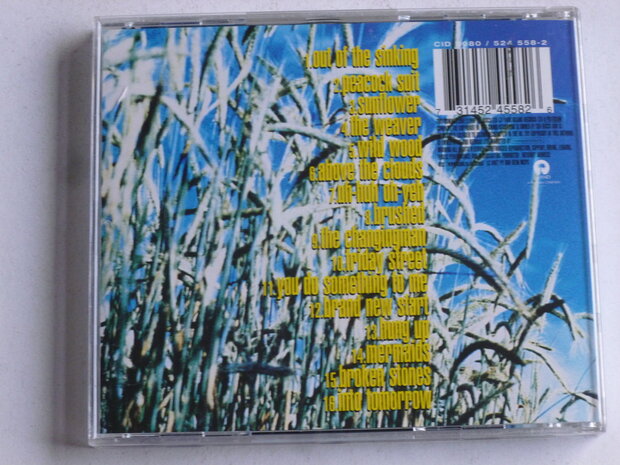 CID 8080 / 524 558-2
1.out of the sinking
2.peacock suit
3.sunflower
4.the weaver
5.wild wood
6.above the clouds
7.uh-huh oh-yeh
8.brushed
9.the changingman
10.friday street
11.you do something to me
12.brand new start
13.hung up
14.mermaids
15.broken stones
16.into tomorrow
7 31452 45582 6
ISLAND